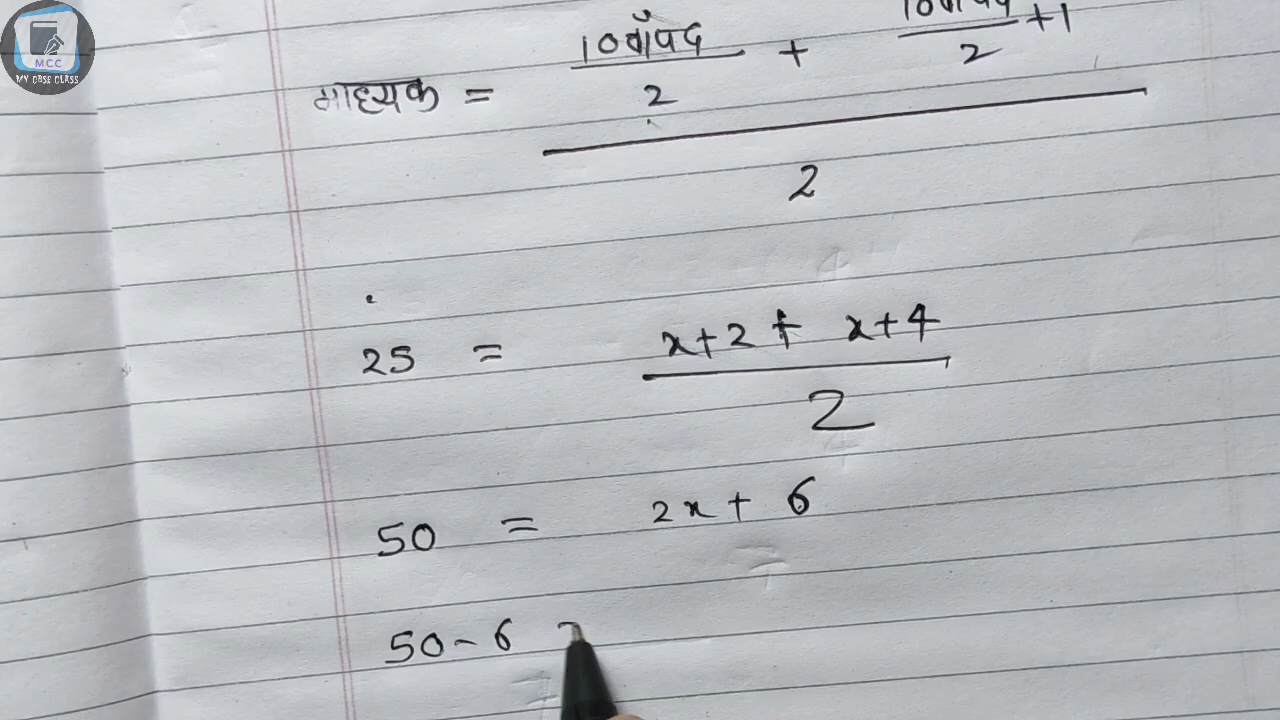 MCC
MY CBSE CLASS
माध्यक = 10वाँ पद / 2 + 10वाँ पद / 2 +1
2
25 = x+2 + x+4
2
50 = 2x + 6
50 - 6